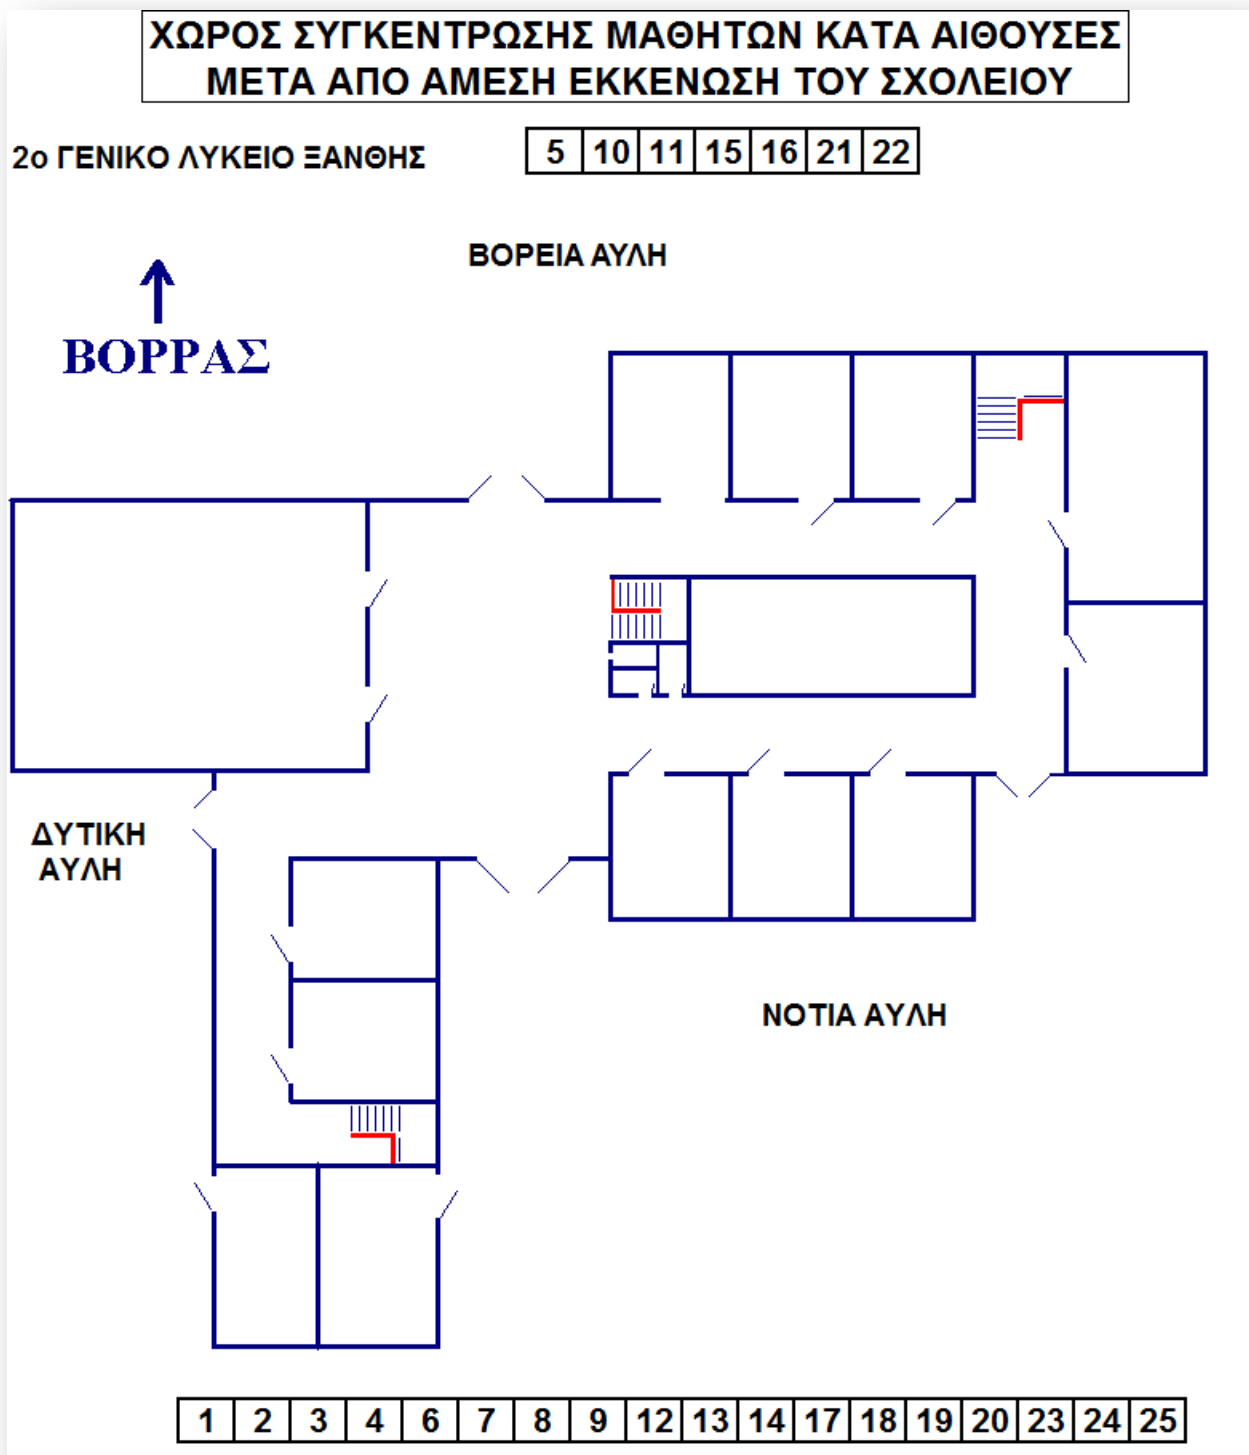 ΧΩΡΟΣ ΣΥΓΚΕΝΤΡΩΣΗΣ ΜΑΘΗΤΩΝ ΚΑΤΑ ΑΙΘΟΥΣΕΣ
ΜΕΤΑ ΑΠΟ ΑΜΕΣΗ ΕΚΚΕΝΩΣΗ ΤΟΥ ΣΧΟΛΕΙΟΥ
2ο ΓΕΝΙΚΟ ΛΥΚΕΙΟ ΞΑΝΘΗΣ
5 10 11 15 16 21 22
ΒΟΡΕΙΑ ΑΥΛΗ
ΒΟΡΡΑΣ
ΔΥΤΙΚΗ
ΑΥΛΗ
ΝΟΤΙΑ ΑΥΛΗ
1 2 3 4 6 7 8 9 12 13 14 17 18 19 20 23 24 25